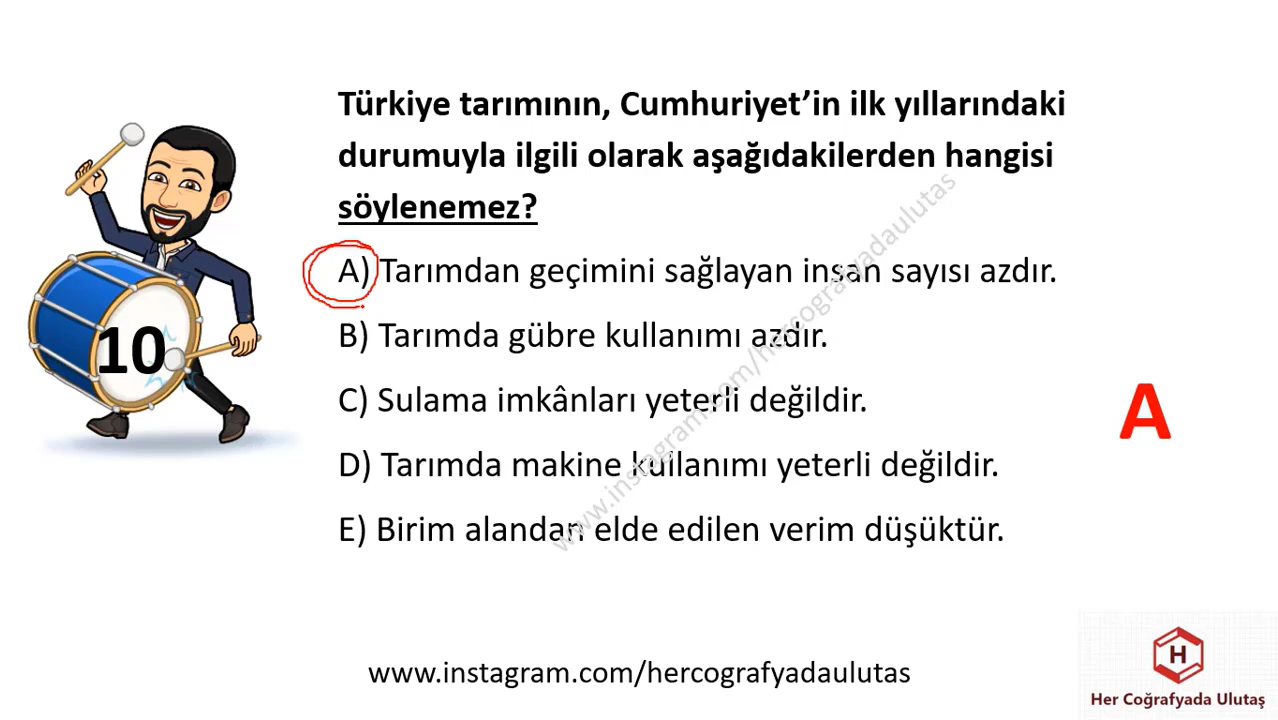 Türkiye tarımının, Cumhuriyet’in ilk yıllarındaki
durumuyla ilgili olarak aşağıdakilerden hangisi
söylenemez?
A) Tarımdan geçimini sağlayan insan sayısı azdır.
B) Tarımda gübre kullanımı azdır.
C) Sulama imkânları yeterli değildir.
D) Tarımda makine kullanımı yeterli değildir.
E) Birim alandan elde edilen verim düşüktür.
10
A
www.instagram.com/hercografyadaulutas
www.instagram.com/hercografyadaulutas
H
Her Coğrafyada Ulutaş